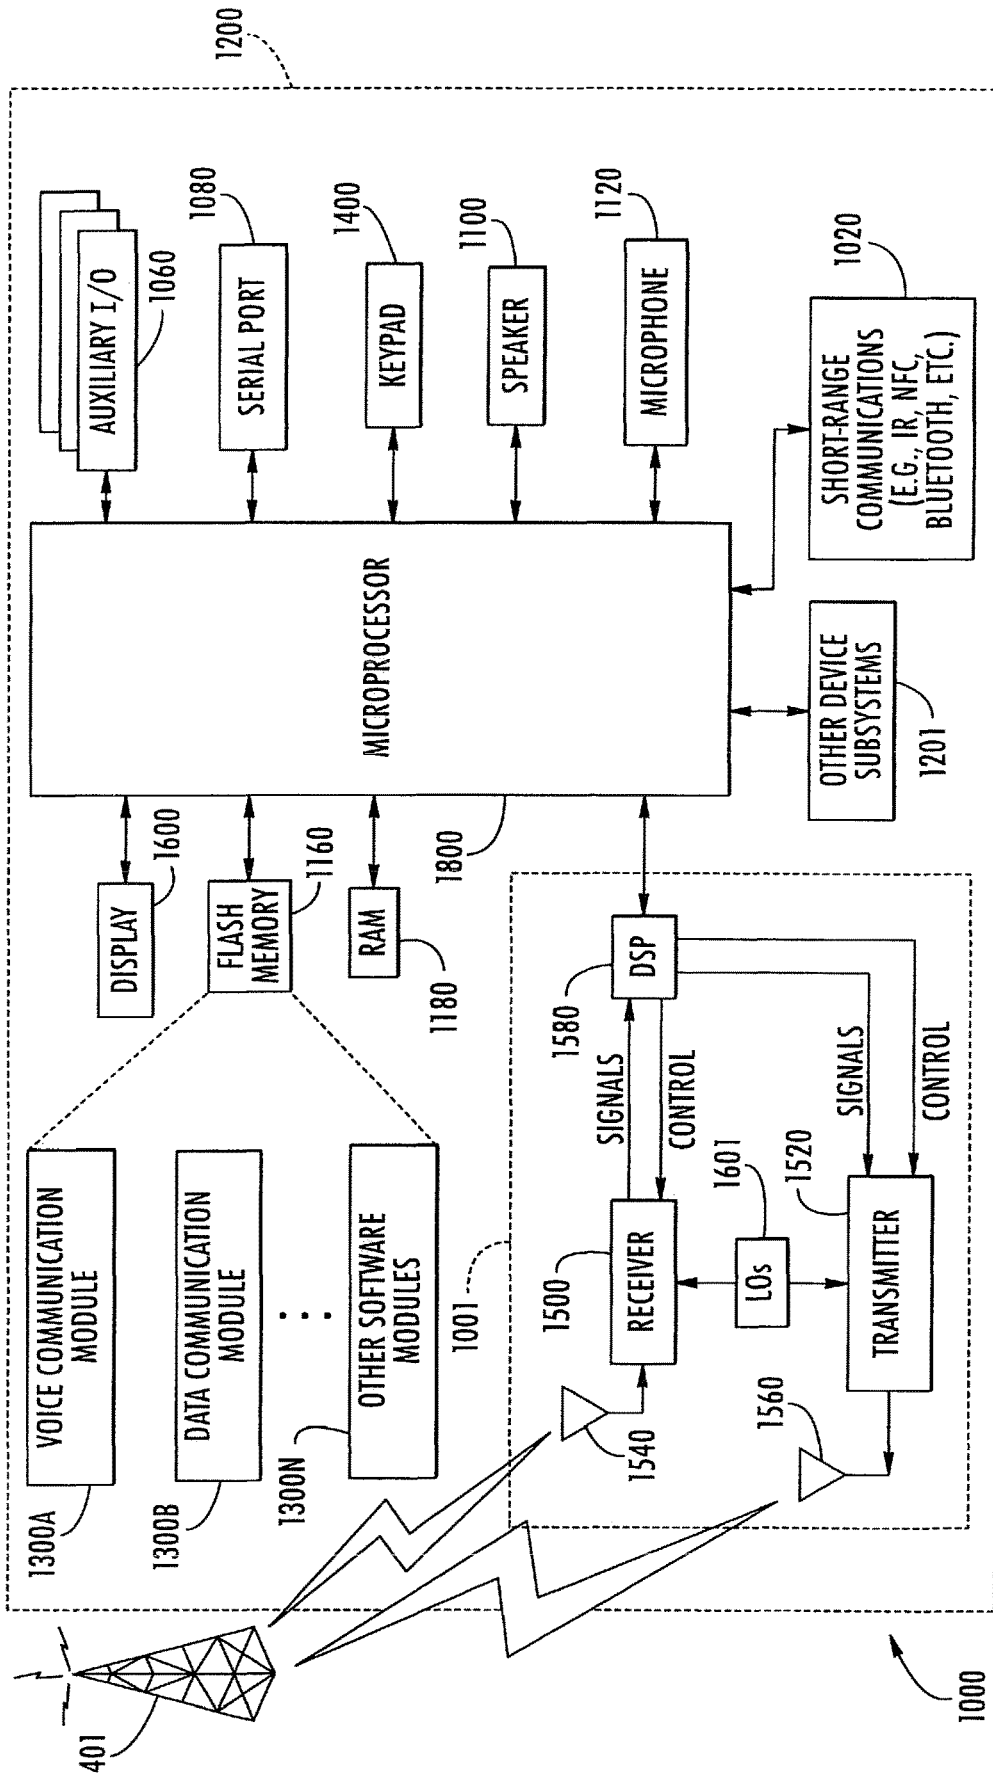 1200
AUXILIARY I/O
1060
SERIAL PORT
1080
KEYPAD
1400
SPEAKER
1100
MICROPHONE
1120
SHORT-RANGE
COMMUNICATIONS
(E.G., IR, NFC,
BLUETOOTH, ETC.)
1020
MICROPROCESSOR
1800
OTHER DEVICE
SUBSYSTEMS
1201
DISPLAY
1600
FLASH
MEMORY
1160
RAM
1180
VOICE COMMUNICATION
MODULE
1300A
DATA COMMUNICATION
MODULE
1300B
...
OTHER SOFTWARE
MODULES
1300N
1001
DSP
1580
SIGNALS
CONTROL
RECEIVER
1500
1540
LOs
1601
SIGNALS
CONTROL
TRANSMITTER
1520
1560
401
1000